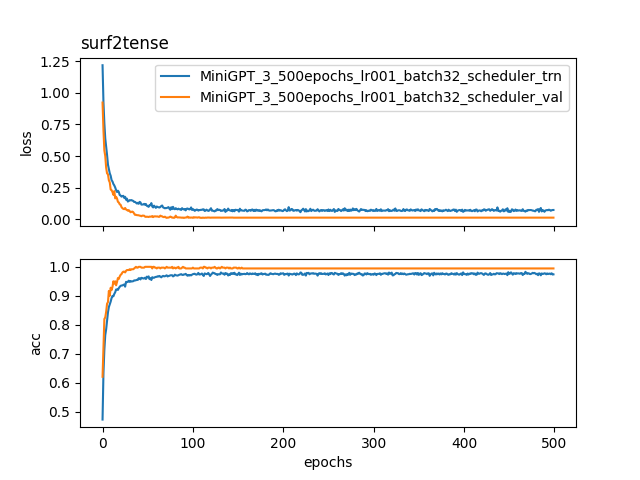 surf2tense
1.25
1.00
0.75
0.50
0.25
0.00
loss
MiniGPT_3_500epochs_lr001_batch32_scheduler_trn
MiniGPT_3_500epochs_lr001_batch32_scheduler_val
1.0
0.9
0.8
0.7
0.6
0.5
acc
0 100 200 300 400 500
epochs